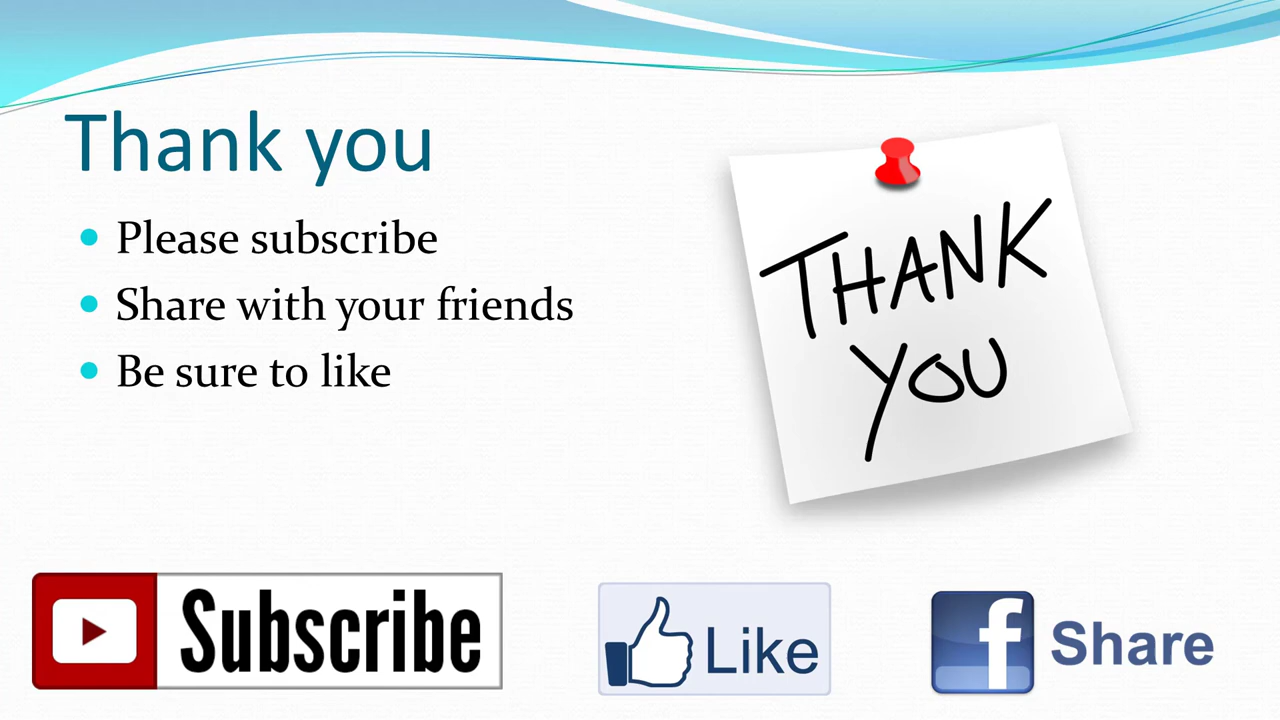 Thank you
Please subscribe
Share with your friends
Be sure to like
THANK
YOU
Subscribe
Like
f Share